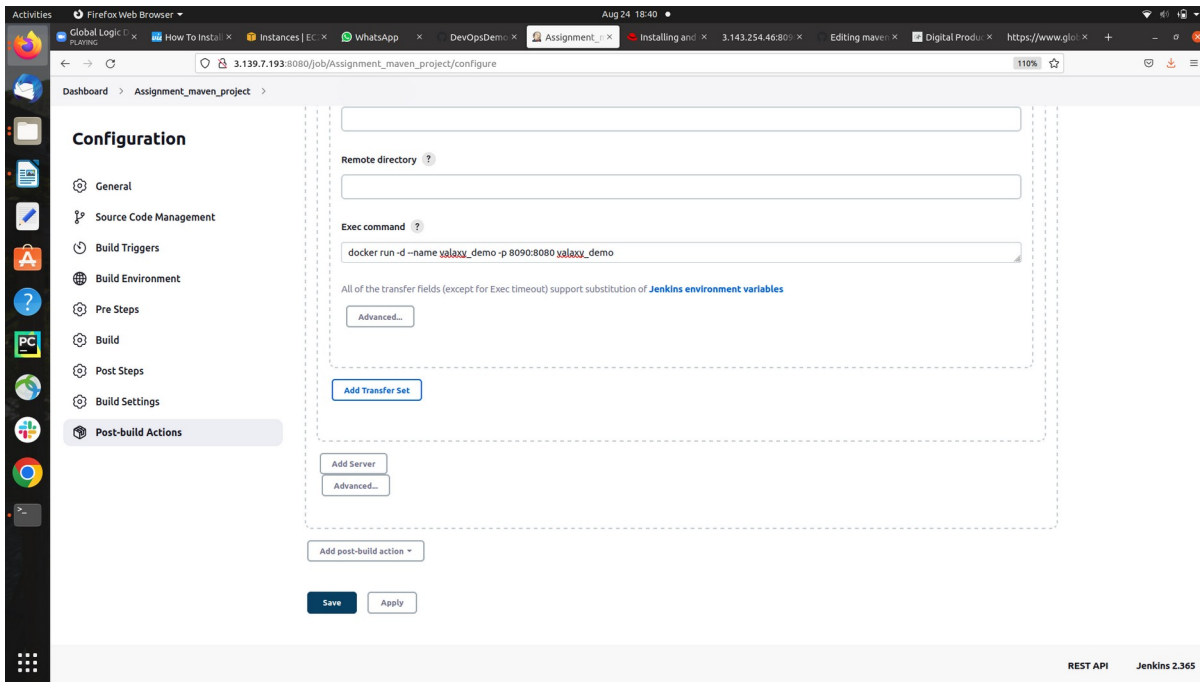 Activities
Firefox Web Browser
Aug 24 18:40
Global Logic D
PLAYING
How To Install
Instances | EC
WhatsApp
DevOpsDemo
Assignment_m
Installing and
3.143.254.46:809
Editing maven
Digital Produc
https://www.glob
3.139.7.193:8080/job/Assignment_maven_project/configure
110%
Dashboard > Assignment_maven_project >
Configuration
General
Source Code Management
Build Triggers
Build Environment
Pre Steps
Build
Post Steps
Build Settings
Post-build Actions
Remote directory ?
Exec command ?
docker run -d --name valaxy_demo -p 8090:8080 valaxy_demo
All of the transfer fields (except for Exec timeout) support substitution of Jenkins environment variables
Advanced...
Add Transfer Set
Add Server
Advanced...
Add post-build action
Save
Apply
REST API
Jenkins 2.365